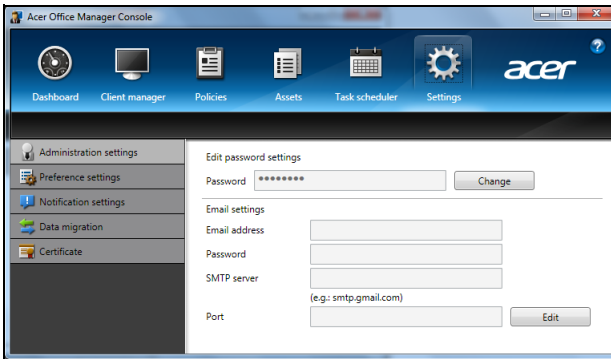 Acer Office Manager Console
Dashboard Client manager Policies Assets Task scheduler Settings
acer
?
Administration settings
Preference settings
Notification settings
Data migration
Certificate
Edit password settings
Password ******** Change
Email settings
Email address
Password
SMTP server
(e.g.: smtp.gmail.com)
Port Edit